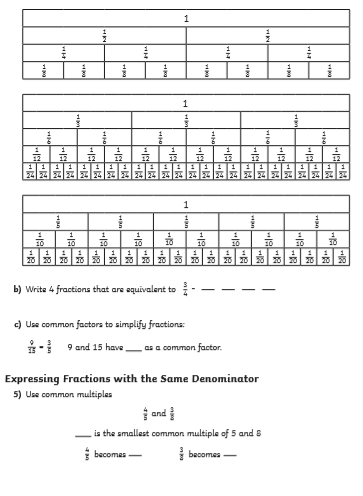 1
1/2 1/2
1/4 1/4 1/4 1/4
1/8 1/8 1/8 1/8 1/8 1/8 1/8 1/8
1
1/3 1/3 1/3
1/6 1/6 1/6 1/6 1/6 1/6
1/12 1/12 1/12 1/12 1/12 1/12 1/12 1/12 1/12 1/12 1/12 1/12
1/24 1/24 1/24 1/24 1/24 1/24 1/24 1/24 1/24 1/24 1/24 1/24 1/24 1/24 1/24 1/24 1/24 1/24 1/24 1/24 1/24 1/24 1/24 1/24
1
1/5 1/5 1/5 1/5 1/5
1/10 1/10 1/10 1/10 1/10 1/10 1/10 1/10 1/10 1/10
1/20 1/20 1/20 1/20 1/20 1/20 1/20 1/20 1/20 1/20 1/20 1/20 1/20 1/20 1/20 1/20 1/20 1/20 1/20 1/20
b) Write 4 fractions that are equivalent to 3/4 - __ __ __ __
c) Use common factors to simplify fractions:
9/15 = 3/5 9 and 15 have ___ as a common factor.
Expressing Fractions with the Same Denominator
5) Use common multiples
4/5 and 3/8
___ is the smallest common multiple of 5 and 8
4/5 becomes __ 3/8 becomes __